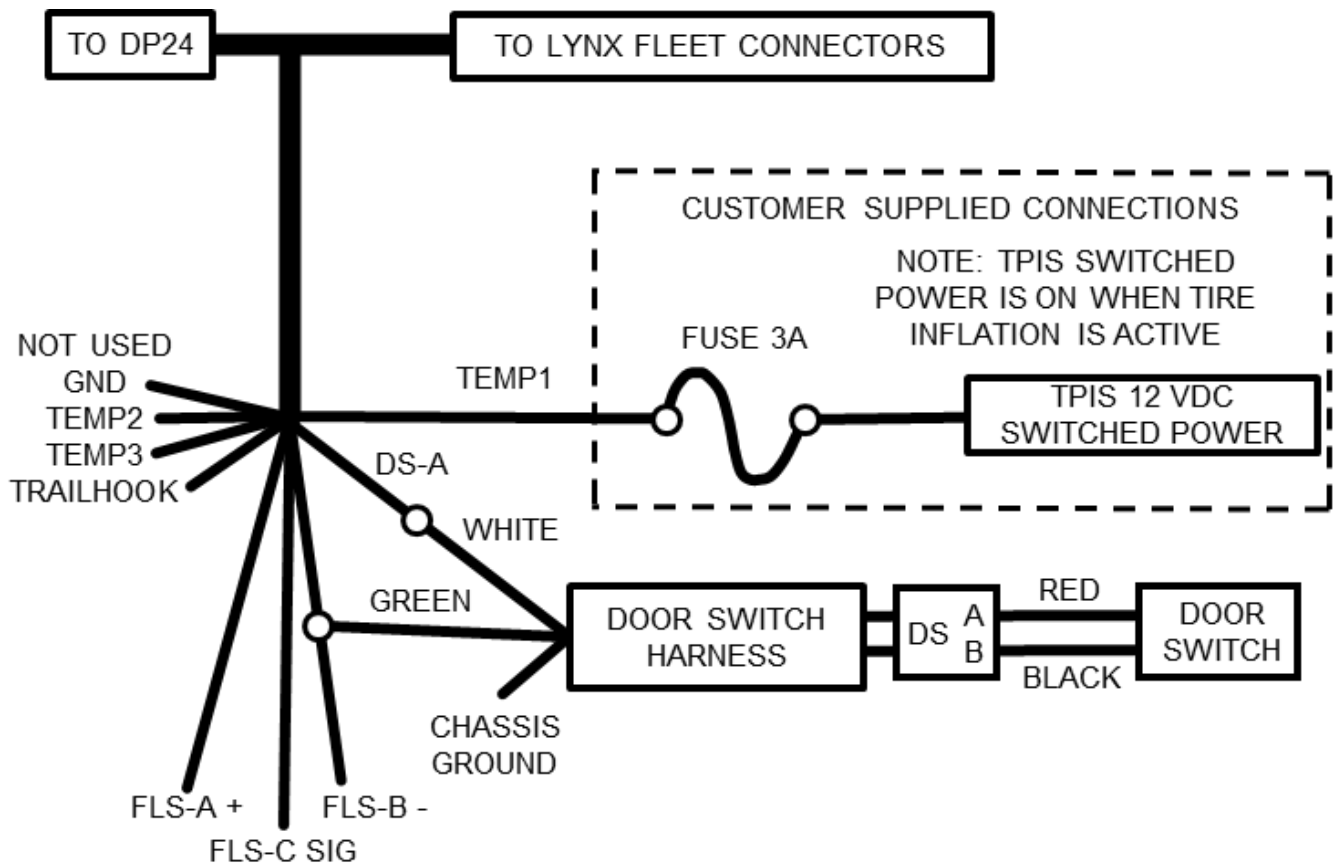 TO DP24
TO LYNX FLEET CONNECTORS
CUSTOMER SUPPLIED CONNECTIONS
NOTE: TPIS SWITCHED
POWER IS ON WHEN TIRE
INFLATION IS ACTIVE
FUSE 3A
TPIS 12 VDC
SWITCHED POWER
TEMP1
NOT USED
GND
TEMP2
TEMP3
TRAILHOOK
DS-A
WHITE
GREEN
DOOR SWITCH
HARNESS
DS
A
B
RED
BLACK
DOOR
SWITCH
CHASSIS
GROUND
FLS-A +
FLS-B -
FLS-C SIG